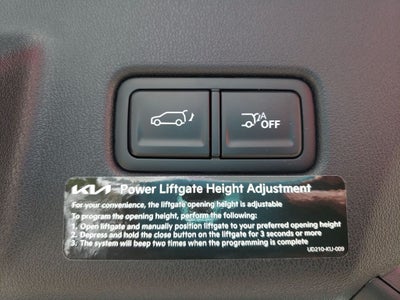 A
OFF
KIA Power Liftgate Height Adjustment
For your convenience, the liftgate opening height is adjustable
To program the opening height, perform the following:
1. Open liftgate and manually position liftgate to your preferred opening height
2. Depress and hold the close button on the liftgate for 3 seconds or more
3. The system will beep two times when the programming is complete
UD210-KU-009